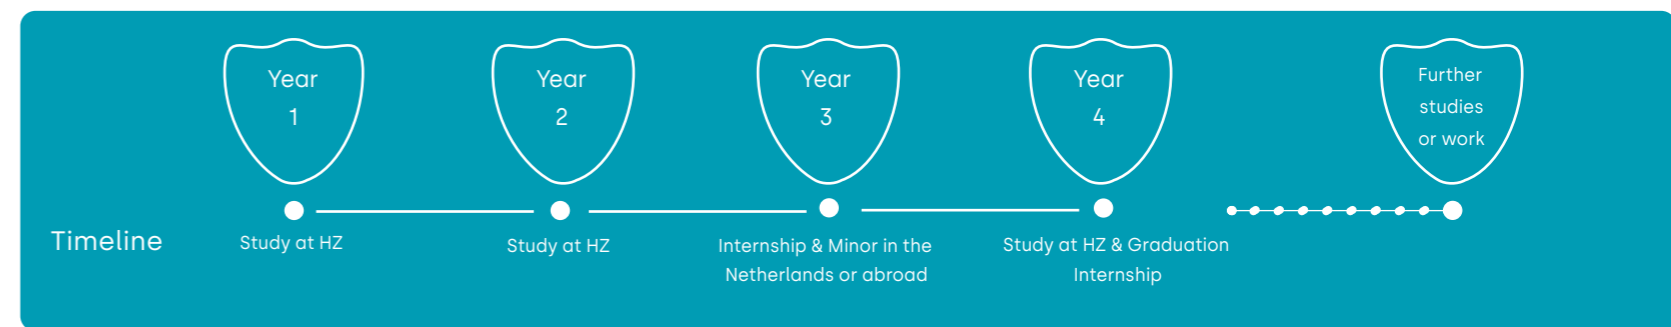 Year
1
Year
2
Year
3
Year
4
Further
studies
or work
Timeline
Study at HZ
Study at HZ
Internship & Minor in the
Netherlands or abroad
Study at HZ & Graduation
Internship